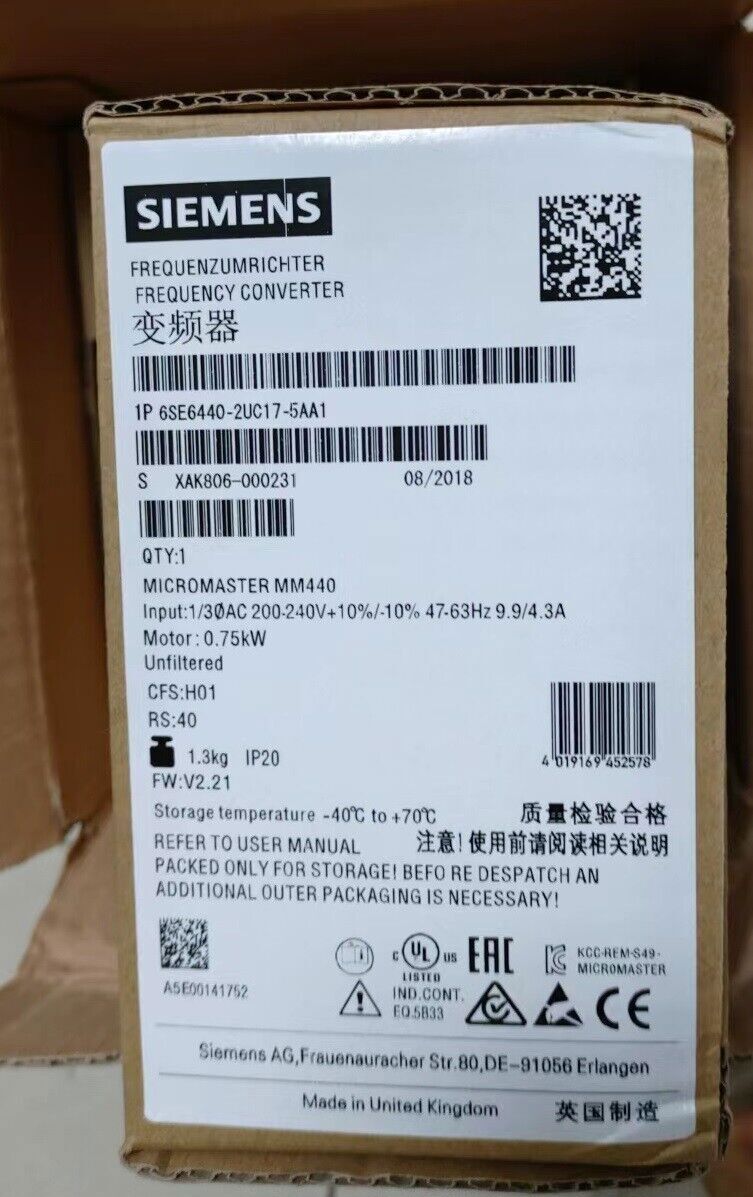 SIEMENS
FREQUENZUMRICHTER
FREQUENCY CONVERTER
变频器
1P 6SE6440-2UC17-5AA1
S XAK806-000231 08/2018
QTY:1
MICROMASTER MM440
Input:1/3ØAC 200-240V+10%/-10% 47-63Hz 9.9/4.3A
Motor: 0.75kW
Unfiltered
CFS:H01
RS:40
1.3kg IP20
4 019169 452578
FW:V2.21
Storage temperature -40℃ to +70℃ 质量检验合格
REFER TO USER MANUAL 注意!使用前请阅读相关说明
PACKED ONLY FOR STORAGE! BEFO RE DESPATCH AN
ADDITIONAL OUTER PACKAGING IS NECESSARY!
A5E00141752
C UL US
LISTED
IND.CONT.
EQ.5B33
EAC
KCC-REM-S49-
MICROMASTER
CE
Siemens AG,Frauenauracher Str.80,DE-91056 Erlangen
Made in United Kingdom 英国制造